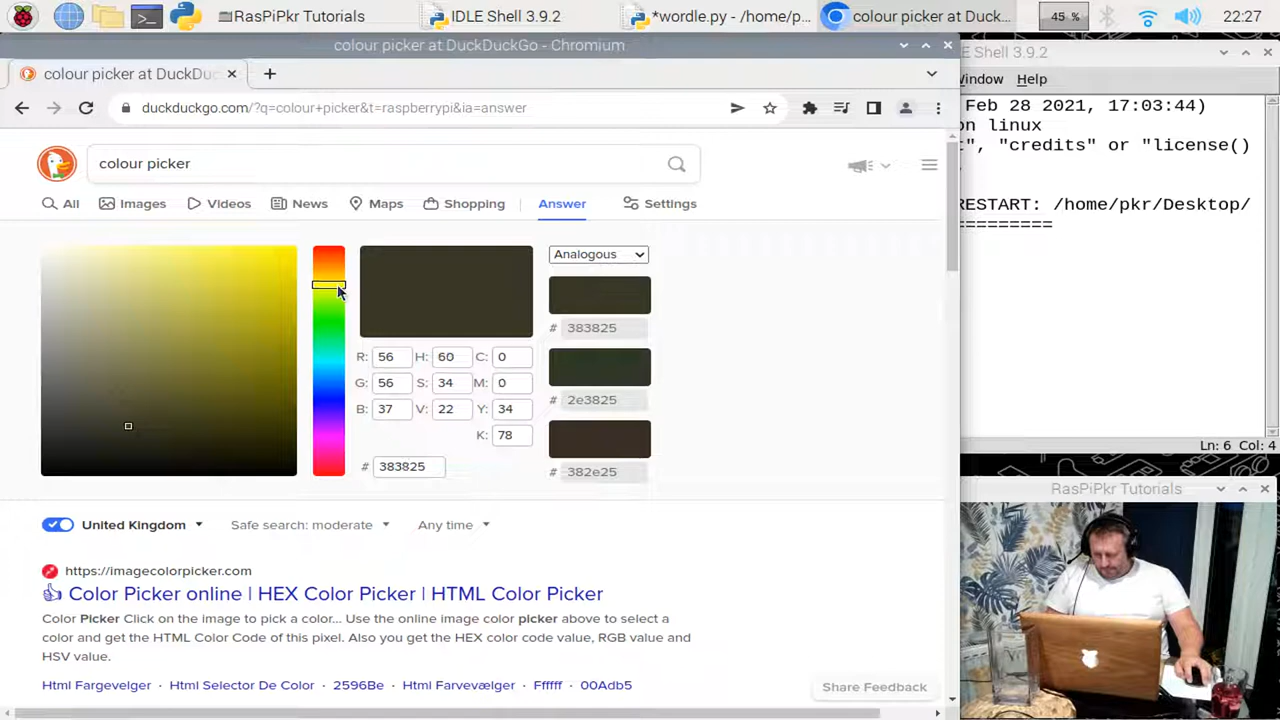 RasPiPkr Tutorials
IDLE Shell 3.9.2
*wordle.py - /home/p...
colour picker at Duck...
45 %
22:27
colour picker at DuckDuckGo - Chromium
colour picker at DuckDuc
duckduckgo.com/?q=colour+picker&t=raspberrypi&ia=answer
colour picker
All
Images
Videos
News
Maps
Shopping
Answer
Settings
Analogous
R: 56 H: 60 C: 0
G: 56 S: 34 M: 0
B: 37 V: 22 Y: 34
K: 78
# 383825
# 383825
# 2e3825
# 382e25
United Kingdom
Safe search: moderate
Any time
https://imagecolorpicker.com
Color Picker online | HEX Color Picker | HTML Color Picker
Color Picker Click on the image to pick a color... Use the online image color picker above to select a
color and get the HTML Color Code of this pixel. Also you get the HEX color code value, RGB value and
HSV value.
Html Fargevelger · Html Selector De Color · 2596Be · Html Farvevælger · Ffffff · 00Adb5
Share Feedback
E Shell 3.9.2
indow Help
Feb 28 2021, 17:03:44)
on linux
t", "credits" or "license()
RESTART: /home/pkr/Desktop/
=========
Ln: 6 Col: 4
RasPiPkr Tutorials